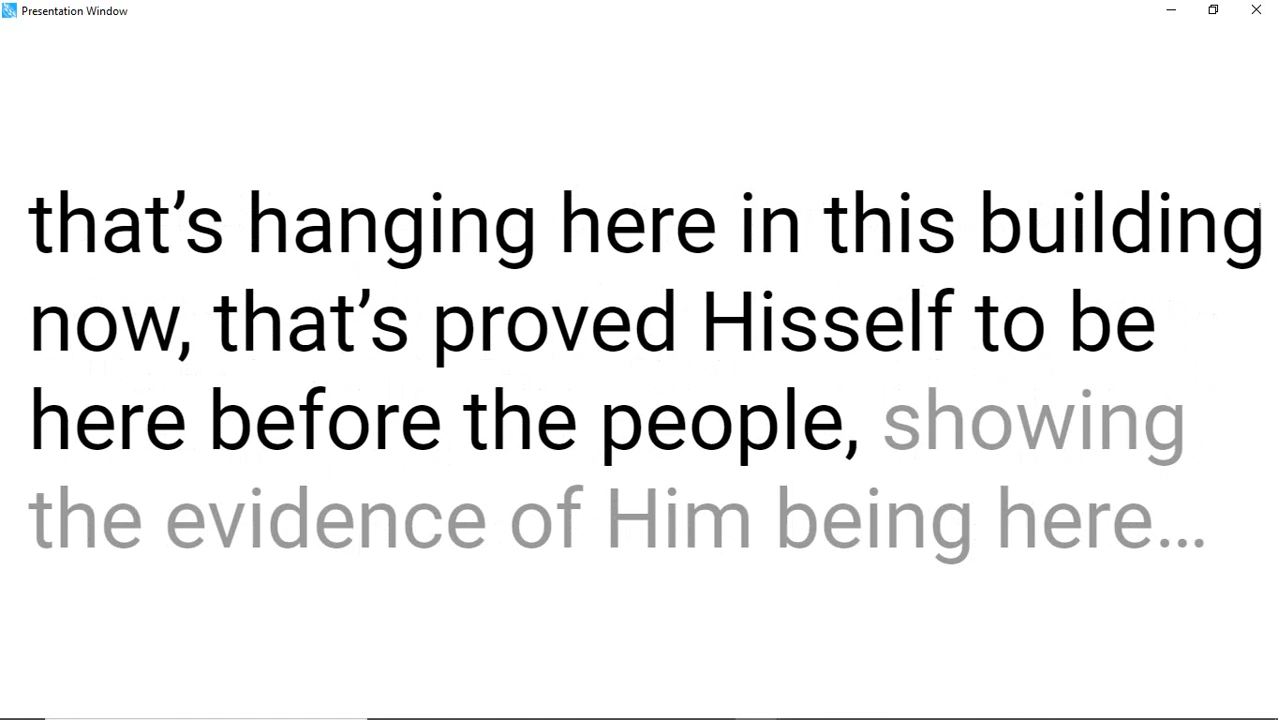 Presentation Window
that’s hanging here in this building
now, that’s proved Hisself to be
here before the people, showing
the evidence of Him being here...